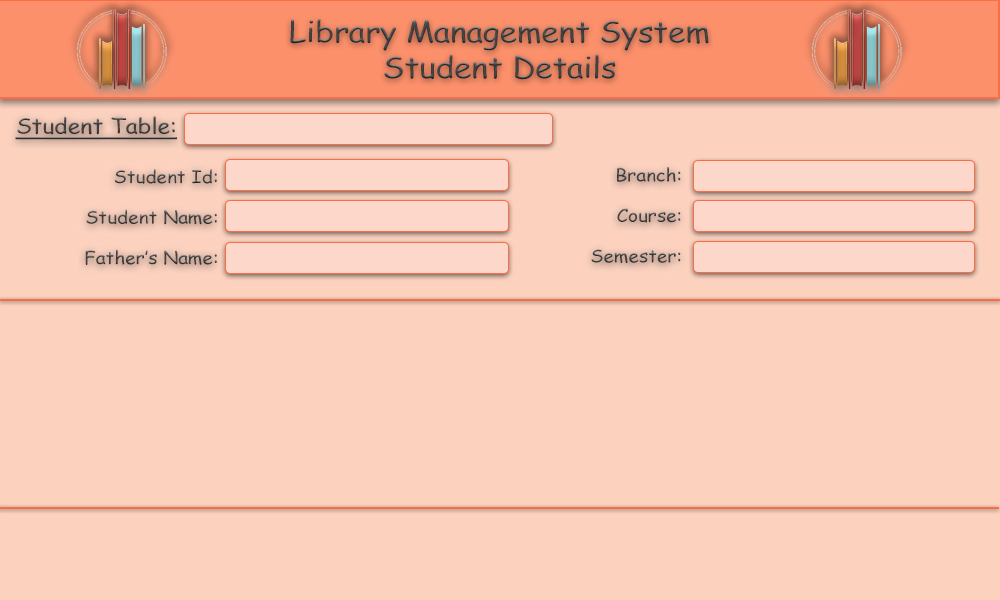 Library Management System
Student Details
Student Table:
Student Id:
Branch:
Student Name:
Course:
Father's Name:
Semester: